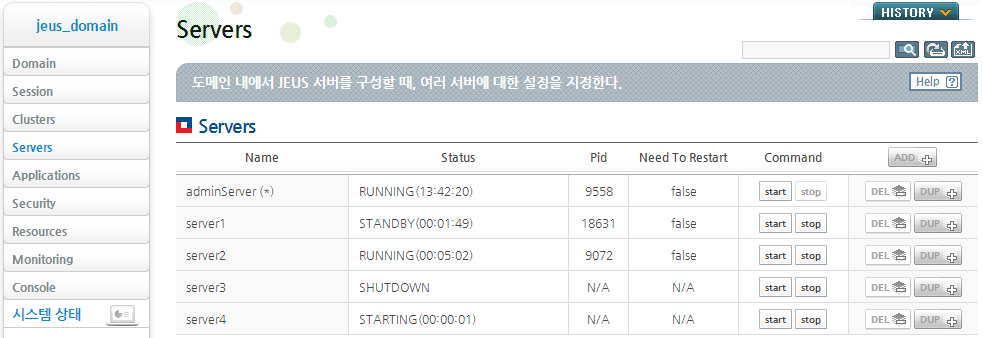 HISTORY
jeus_domain
Servers
Domain
Session
Clusters
Servers
Applications
Security
Resources
Monitoring
Console
시스템 상태
XML
도메인 내에서 JEUS 서버를 구성할 때, 여러 서버에 대한 설정을 지정한다.
Help ?
Servers
Name Status Pid Need To Restart Command ADD
adminServer (*) RUNNING(13:42:20) 9558 false start stop DEL DUP
server1 STANDBY(00:01:49) 18631 false start stop DEL DUP
server2 RUNNING(00:05:02) 9072 false start stop DEL DUP
server3 SHUTDOWN N/A N/A start stop DEL DUP
server4 STARTING(00:00:01) N/A N/A start stop DEL DUP